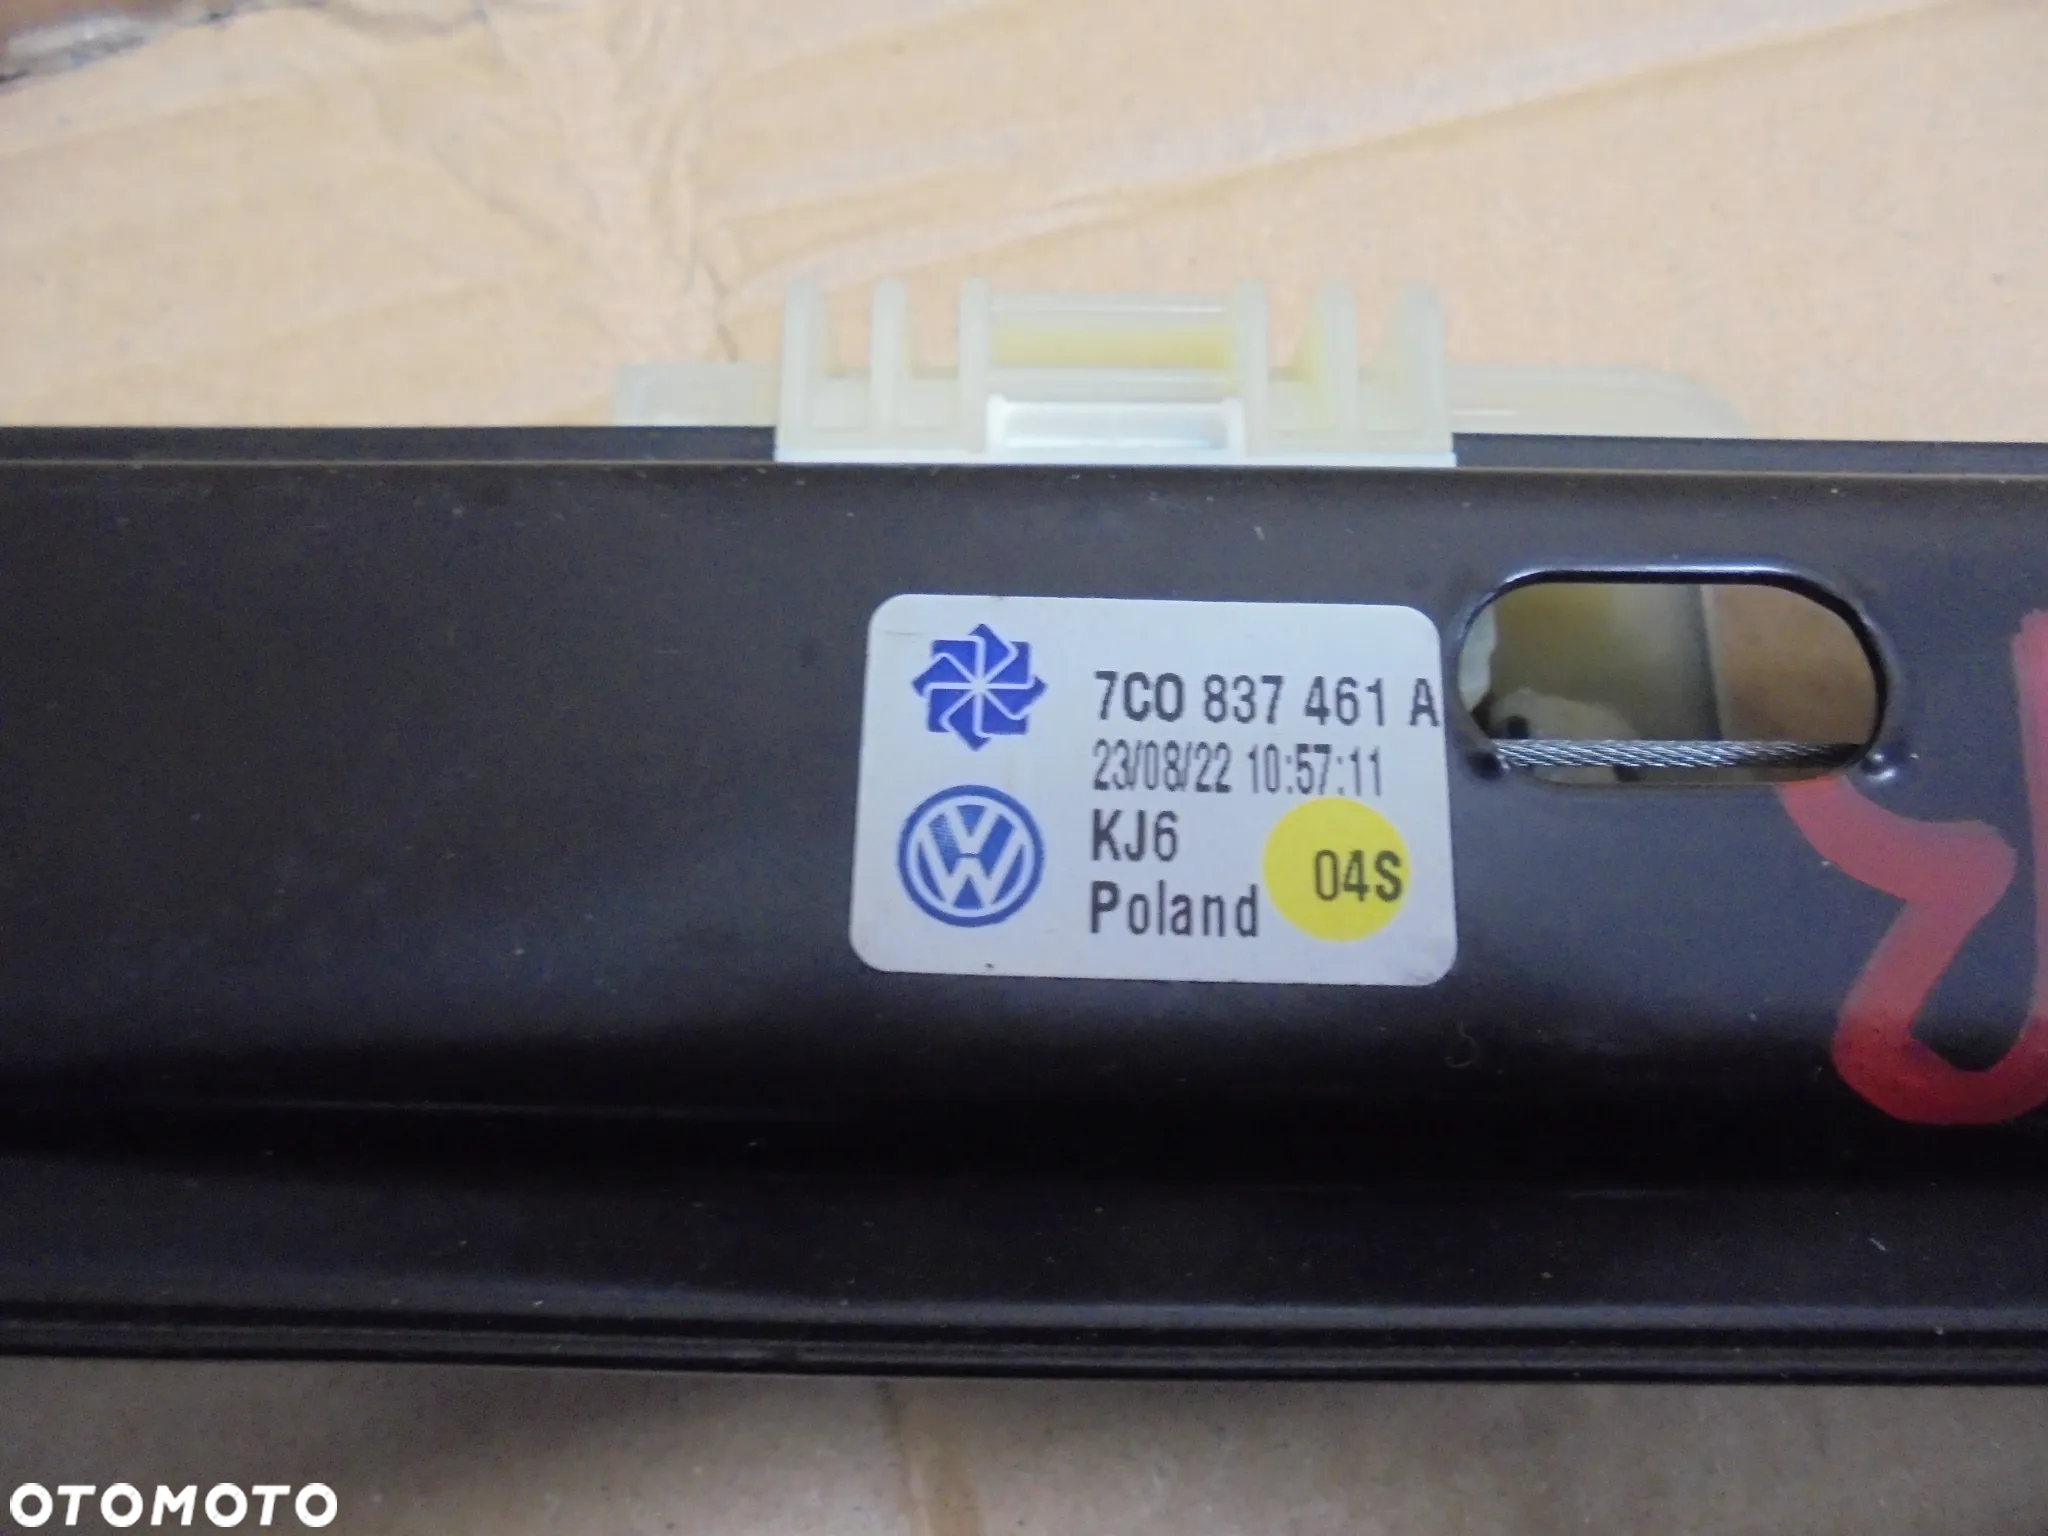 7C0 837 461 A
23/08/22 10:57:11
KJ6
Poland
04S
OTOMOTO